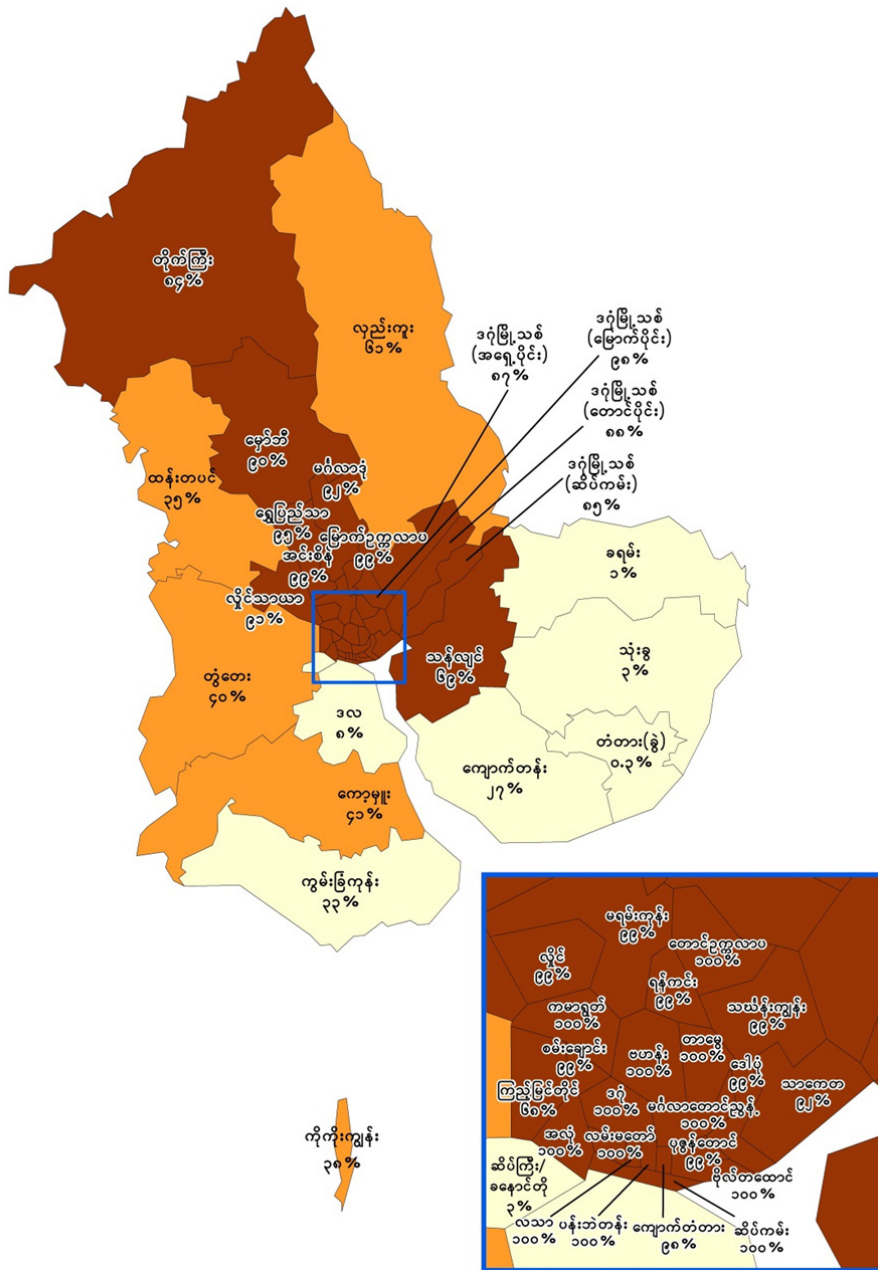 တိုက်ကြီး
၈၄%
လှည်းကူး
၆၁%
ဒဂုံမြို့သစ်
(အရှေ့ပိုင်း)
၈၇%
ဒဂုံမြို့သစ်
(မြောက်ပိုင်း)
၉၈%
ဒဂုံမြို့သစ်
(တောင်ပိုင်း)
၈၈%
ဒဂုံမြို့သစ်
(ဆိပ်ကမ်း)
၈၅%
မှော်ဘီ
၉၀%
ထန်းတပင်
၃၅%
မင်္ဂလာဒုံ
၉၂%
ရွှေပြည်သာ
၉၅%
မြောက်ဥက္ကလာပ
၉၉%
အင်းစိန်
၉၉%
လှိုင်သာယာ
၉၁%
ခရမ်း
၁%
သန်လျင်
၆၉%
သုံးခွ
၃%
တွံတေး
၄၀%
ဒလ
၈%
တံတား(ခွဲ)
၀.၃%
ကျောက်တန်း
၂၇%
ကော့မှူး
၄၁%
ကွမ်းခြံကုန်း
၃၃%
ကိုကိုးကျွန်း
၃၈%
မရမ်းကုန်း
၉၉%
တောင်ဥက္ကလာပ
၁၀၀%
လှိုင်
၉၉%
ရန်ကင်း
၉၉%
ကမာရွတ်
၁၀၀%
သင်္ဃန်းကျွန်း
၉၉%
စမ်းချောင်း
၉၉%
ဗဟန်း
၁၀၀%
တာမွေ
၁၀၀%
ဒေါပုံ
၉၉%
သာကေတ
၉၂%
ကြည့်မြင်တိုင်
၆၈%
ဒဂုံ
၁၀၀%
မင်္ဂလာတောင်ညွန့်
၁၀၀%
အလုံ
၁၀၀%
လမ်းမတော်
၁၀၀%
ပုဇွန်တောင်
၉၉%
ဗိုလ်တထောင်
၁၀၀%
ဆိပ်ကြီး/
ခနောင်တို
၃%
လသာ
၁၀၀%
ပန်းဘဲတန်း
၁၀၀%
ကျောက်တံတား
၉၈%
ဆိပ်ကမ်း
၁၀၀%